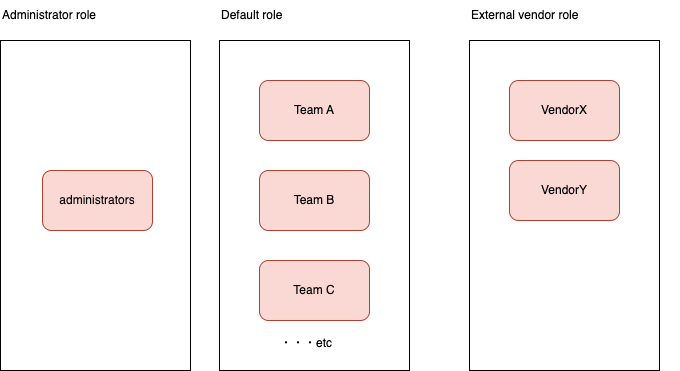 Administrator role
Default role
External vendor role
administrators
Team A
Team B
Team C
・・・etc
VendorX
VendorY